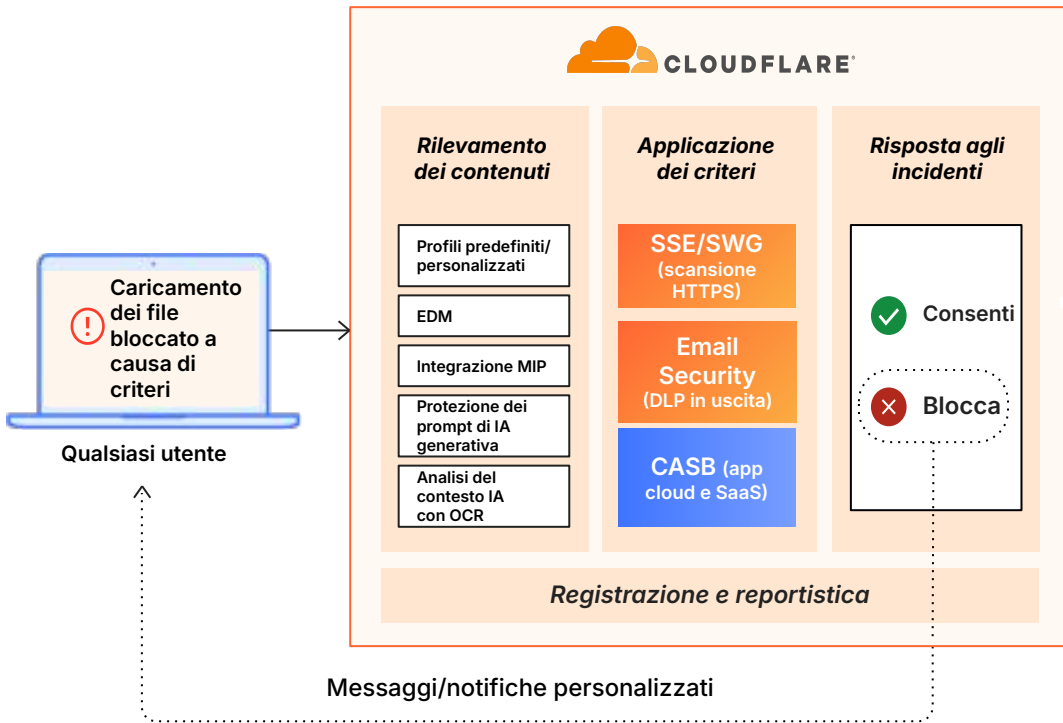 CLOUDFLARE
Rilevamento
dei contenuti
Profili predefiniti/
personalizzati
EDM
Integrazione MIP
Protezione dei
prompt di IA
generativa
Analisi del
contesto IA
con OCR
Applicazione
dei criteri
SSE/SWG
(scansione
HTTPS)
Email
Security
(DLP in uscita)
CASB (app
cloud e SaaS)
Risposta agli
incidenti
Consenti
Blocca
Caricamento
dei file
bloccato a
causa di
criteri
Qualsiasi utente
Registrazione e reportistica
Messaggi/notifiche personalizzati